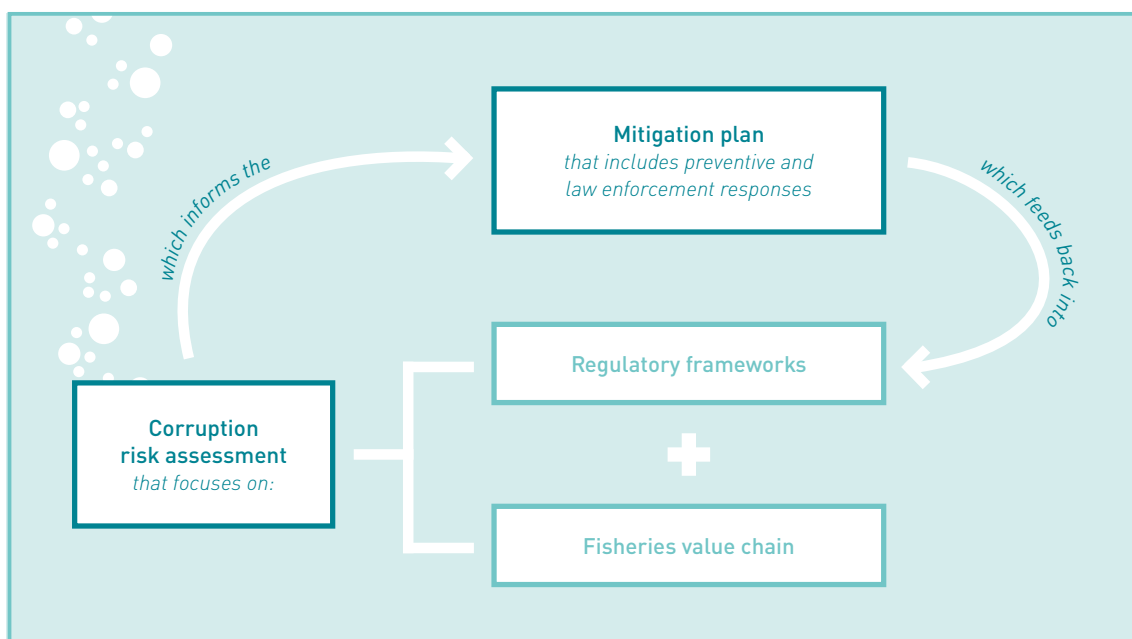 Mitigation plan
that includes preventive and
law enforcement responses
which informs the
which feeds back into
Regulatory frameworks
Corruption
risk assessment
that focuses on:
Fisheries value chain